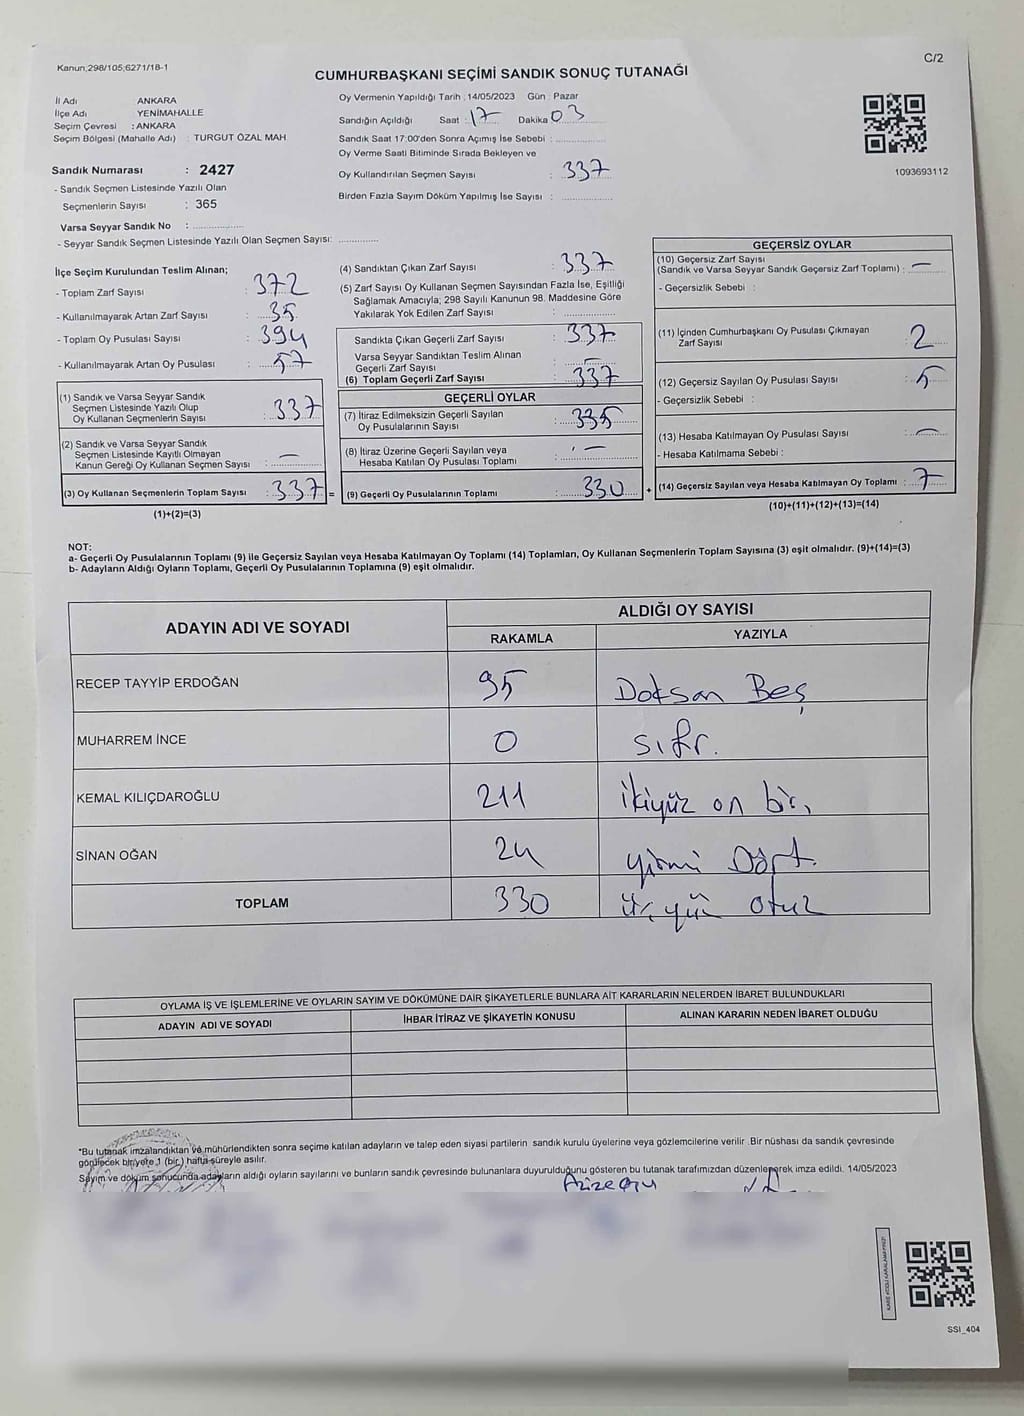 Kanun;298/105;6271/18-1
C/2
CUMHURBAŞKANI SEÇİMİ SANDIK SONUÇ TUTANAĞI
İl Adı ANKARA
İlçe Adı YENİMAHALLE
Seçim Çevresi : ANKARA
Seçim Bölgesi (Mahalle Adı) : TURGUT ÖZAL MAH.
Sandık Numarası : 2427
- Sandık Seçmen Listesinde Yazılı Olan
Seçmenlerin Sayısı : 365
Varsa Seyyar Sandık No :
- Seyyar Sandık Seçmen Listesinde Yazılı Olan Seçmen Sayısı:
Oy Vermenin Yapıldığı Tarih : 14/05/2023 Gün : Pazar
Sandığın Açıldığı Saat : 17 Dakika 03
Sandık Saat 17:00'den Sonra Açımış İse Sebebi :
Oy Verme Saati Bitiminde Sırada Bekleyen ve
Oy Kullandırılan Seçmen Sayısı : 337
Birden Fazla Sayım Döküm Yapılmış İse Sayısı :
1093693112
İlçe Seçim Kurulundan Teslim Alınan;
- Toplam Zarf Sayısı : 372
- Kullanılmayarak Artan Zarf Sayısı : 35
- Toplam Oy Pusulası Sayısı : 394
- Kullanılmayarak Artan Oy Pusulası : 57
(1) Sandık ve Varsa Seyyar Sandık
Seçmen Listesinde Yazılı Olup
Oy Kullanan Seçmenlerin Sayısı : 337
(2) Sandık ve Varsa Seyyar Sandık
Seçmen Listesinde Kayıtlı Olmayan
Kanun Gereği Oy Kullanan Seçmen Sayısı : —
(3) Oy Kullanan Seçmenlerin Toplam Sayısı : 337 =
(1)+(2)=(3)
(4) Sandıktan Çıkan Zarf Sayısı : 337
(5) Zarf Sayısı Oy Kullanan Seçmen Sayısından Fazla İse, Eşitliği
Sağlamak Amacıyla; 298 Sayılı Kanunun 98. Maddesine Göre
Yakılarak Yok Edilen Zarf Sayısı :
Sandıkta Çıkan Geçerli Zarf Sayısı : 337
Varsa Seyyar Sandıktan Teslim Alınan
Geçerli Zarf Sayısı : —
(6) Toplam Geçerli Zarf Sayısı : 337
GEÇERLİ OYLAR
(7) İtiraz Edilmeksizin Geçerli Sayılan
Oy Pusulalarının Sayısı : 335
(8) İtiraz Üzerine Geçerli Sayılan veya
Hesaba Katılan Oy Pusulası Toplamı : —
(9) Geçerli Oy Pusulalarının Toplamı : 330 +
GEÇERSİZ OYLAR
(10) Geçersiz Zarf Sayısı
(Sandık ve Varsa Seyyar Sandık Geçersiz Zarf Toplamı) : —
- Geçersizlik Sebebi :
(11) İçinden Cumhurbaşkanı Oy Pusulası Çıkmayan
Zarf Sayısı : 2
(12) Geçersiz Sayılan Oy Pusulası Sayısı : 5
- Geçersizlik Sebebi :
(13) Hesaba Katılmayan Oy Pusulası Sayısı : —
- Hesaba Katılmama Sebebi :
(14) Geçersiz Sayılan veya Hesaba Katılmayan Oy Toplamı : 7
(10)+(11)+(12)+(13)=(14)
NOT:
a- Geçerli Oy Pusulalarının Toplamı (9) ile Geçersiz Sayılan veya Hesaba Katılmayan Oy Toplamı (14) Toplamları, Oy Kullanan Seçmenlerin Toplam Sayısına (3) eşit olmalıdır. (9)+(14)=(3)
b- Adayların Aldığı Oyların Toplamı, Geçerli Oy Pusulalarının Toplamına (9) eşit olmalıdır.
ADAYIN ADI VE SOYADI ALDIĞI OY SAYISI
RAKAMLA YAZIYLA
RECEP TAYYİP ERDOĞAN 95 Doksan Beş
MUHARREM İNCE 0 sıfır.
KEMAL KILIÇDAROĞLU 211 ikiyüz on bir,
SİNAN OĞAN 24 yirmi Dört.
TOPLAM 330 üç yüz otuz
OYLAMA İŞ VE İŞLEMLERİNE VE OYLARIN SAYIM VE DÖKÜMÜNE DAİR ŞİKAYETLERLE BUNLARA AİT KARARLARIN NELERDEN İBARET BULUNDUKLARI
ADAYIN ADI VE SOYADI İHBAR İTİRAZ VE ŞİKAYETİN KONUSU ALINAN KARARIN NEDEN İBARET OLDUĞU
*Bu tutanak imzalandıktan ve mühürlendikten sonra seçime katılan adayların ve talep eden siyasi partilerin sandık kurulu üyelerine veya gözlemcilerine verilir. Bir nüshası da sandık çevresinde
görülecek bir yere 1 (bir) hafta süreyle asılır.
Sayım ve döküm sonucunda adayların aldığı oyların sayılarını ve bunların sandık çevresinde bulunanlara duyurulduğunu gösteren bu tutanak tarafımızdan düzenlenerek imza edildi. 14/05/2023
SSI_404